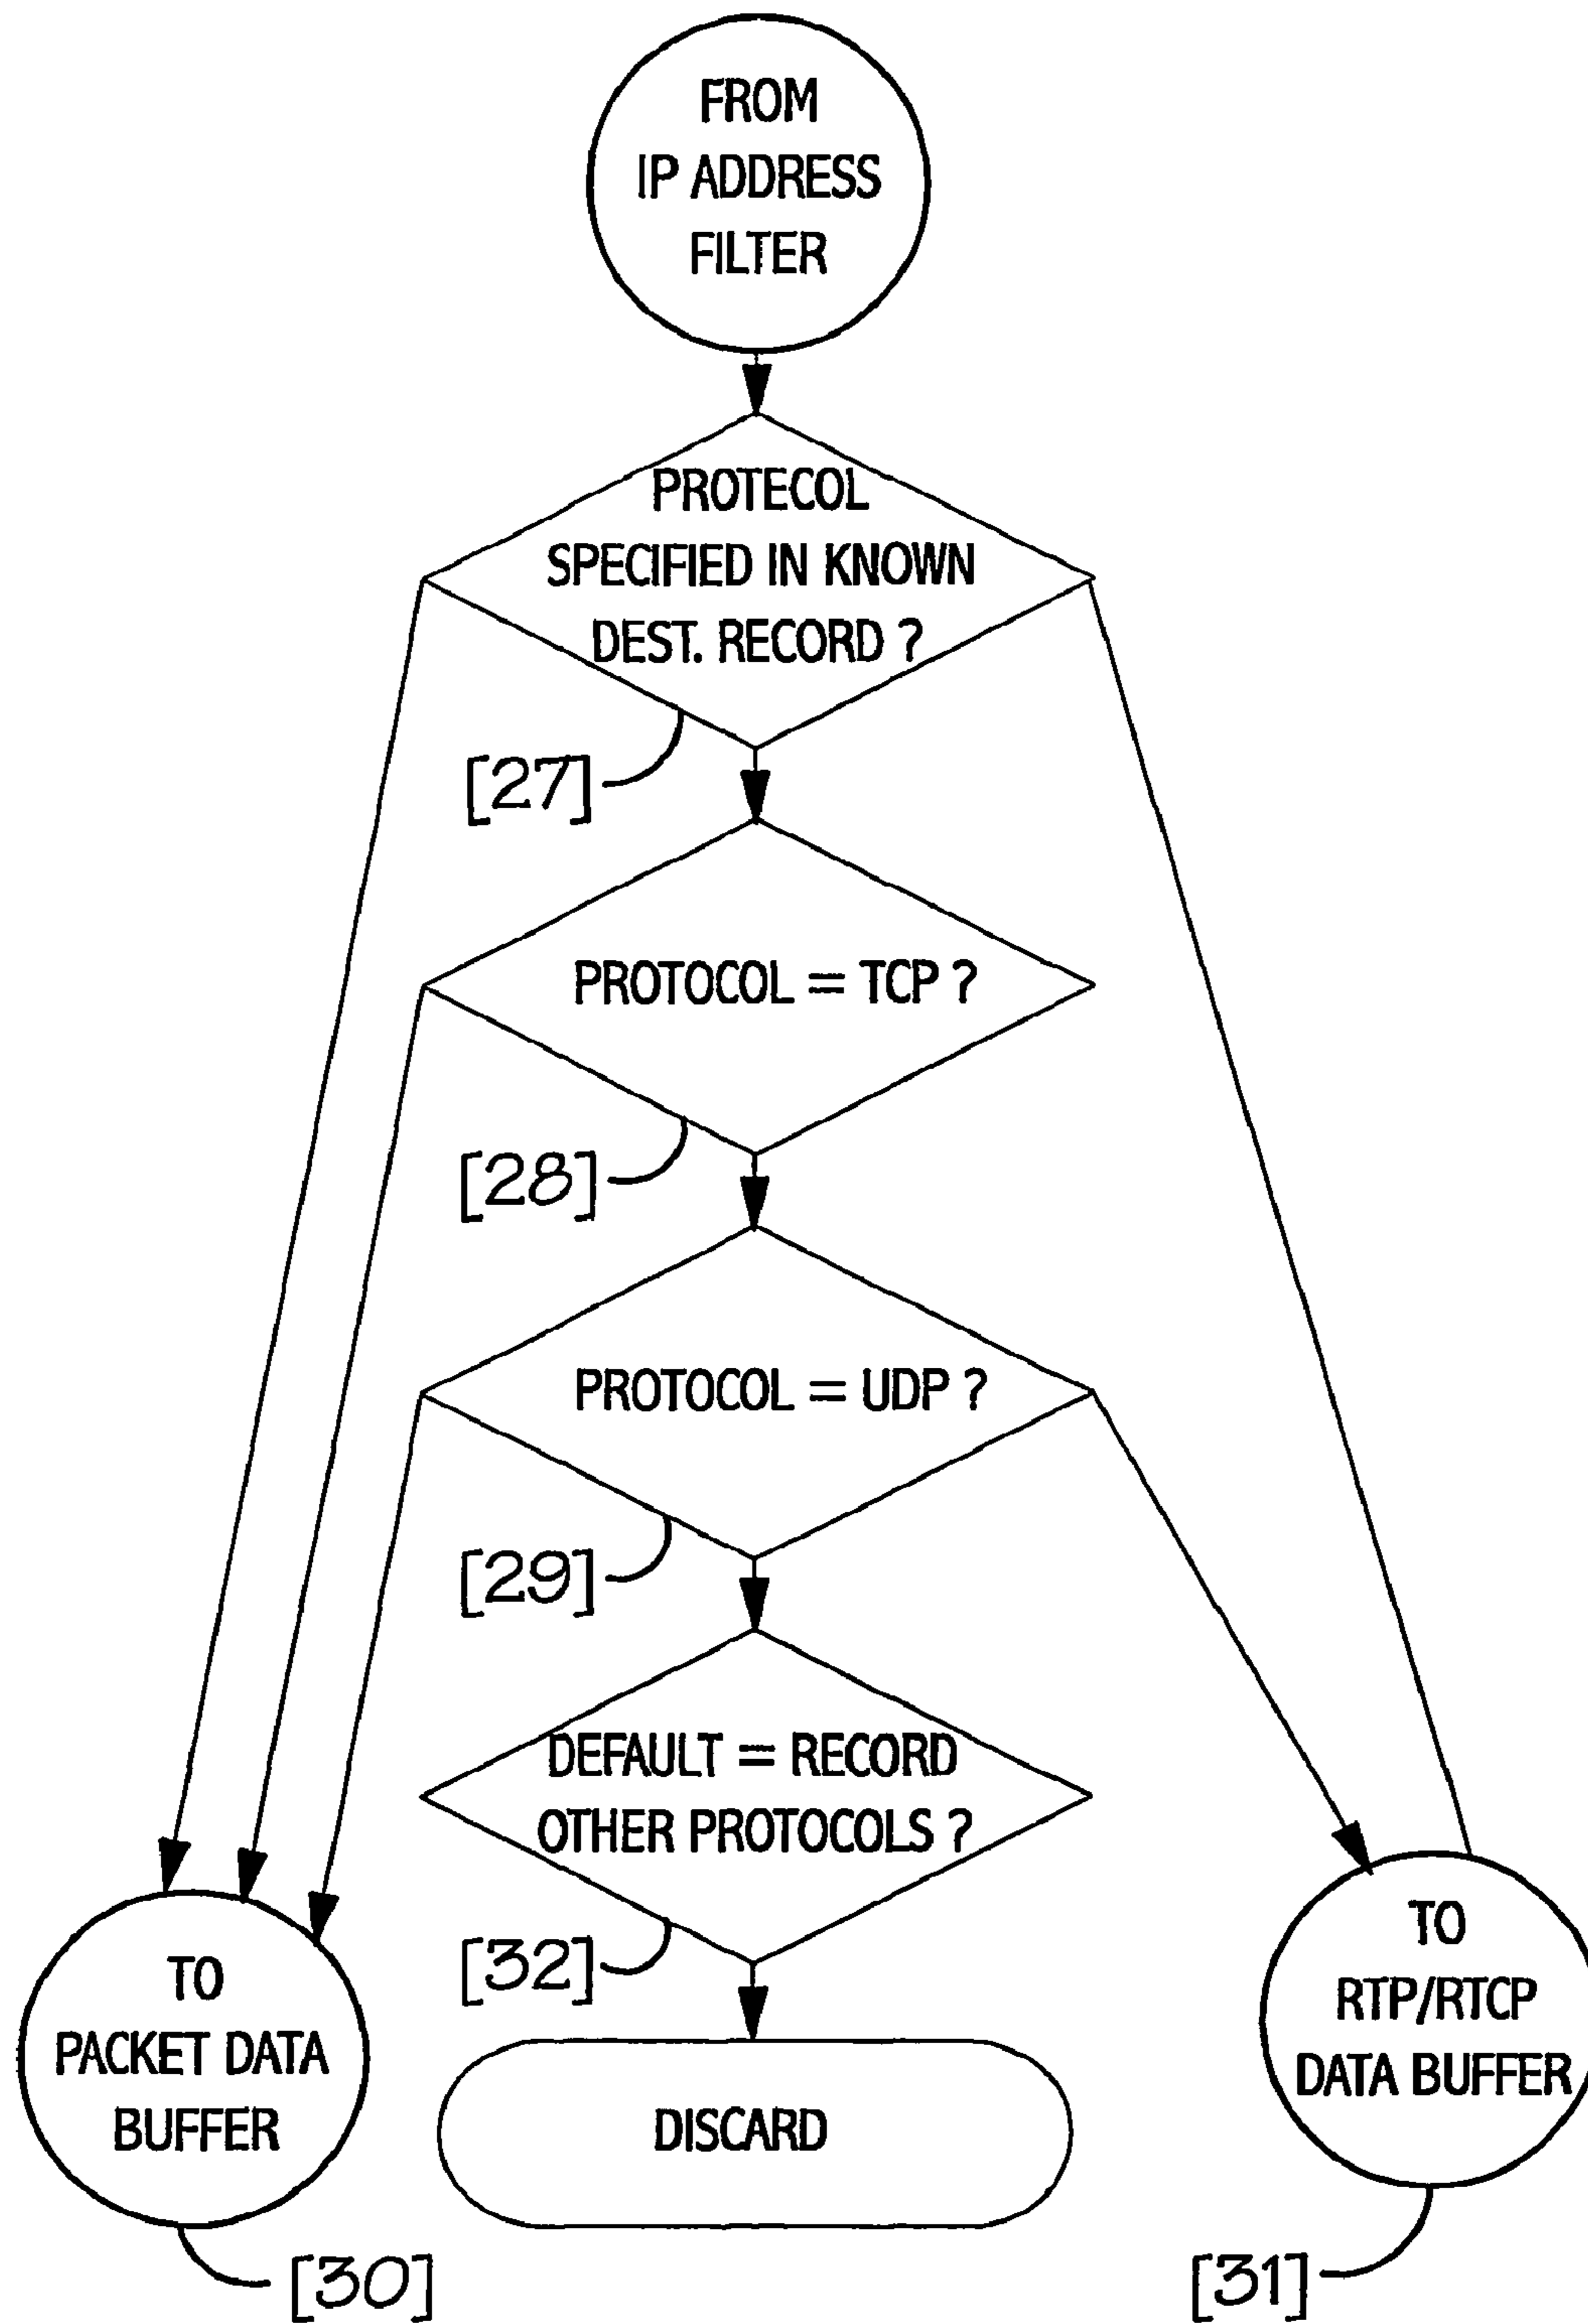 FROM
IP ADDRESS
FILTER
PROTECOL
SPECIFIED IN KNOWN
DEST. RECORD ?
[27]
PROTOCOL = TCP ?
[28]
PROTOCOL = UDP ?
[29]
DEFAULT = RECORD
OTHER PROTOCOLS ?
[32]
TO
PACKET DATA
BUFFER
[30]
DISCARD
TO
RTP/RTCP
DATA BUFFER
[31]